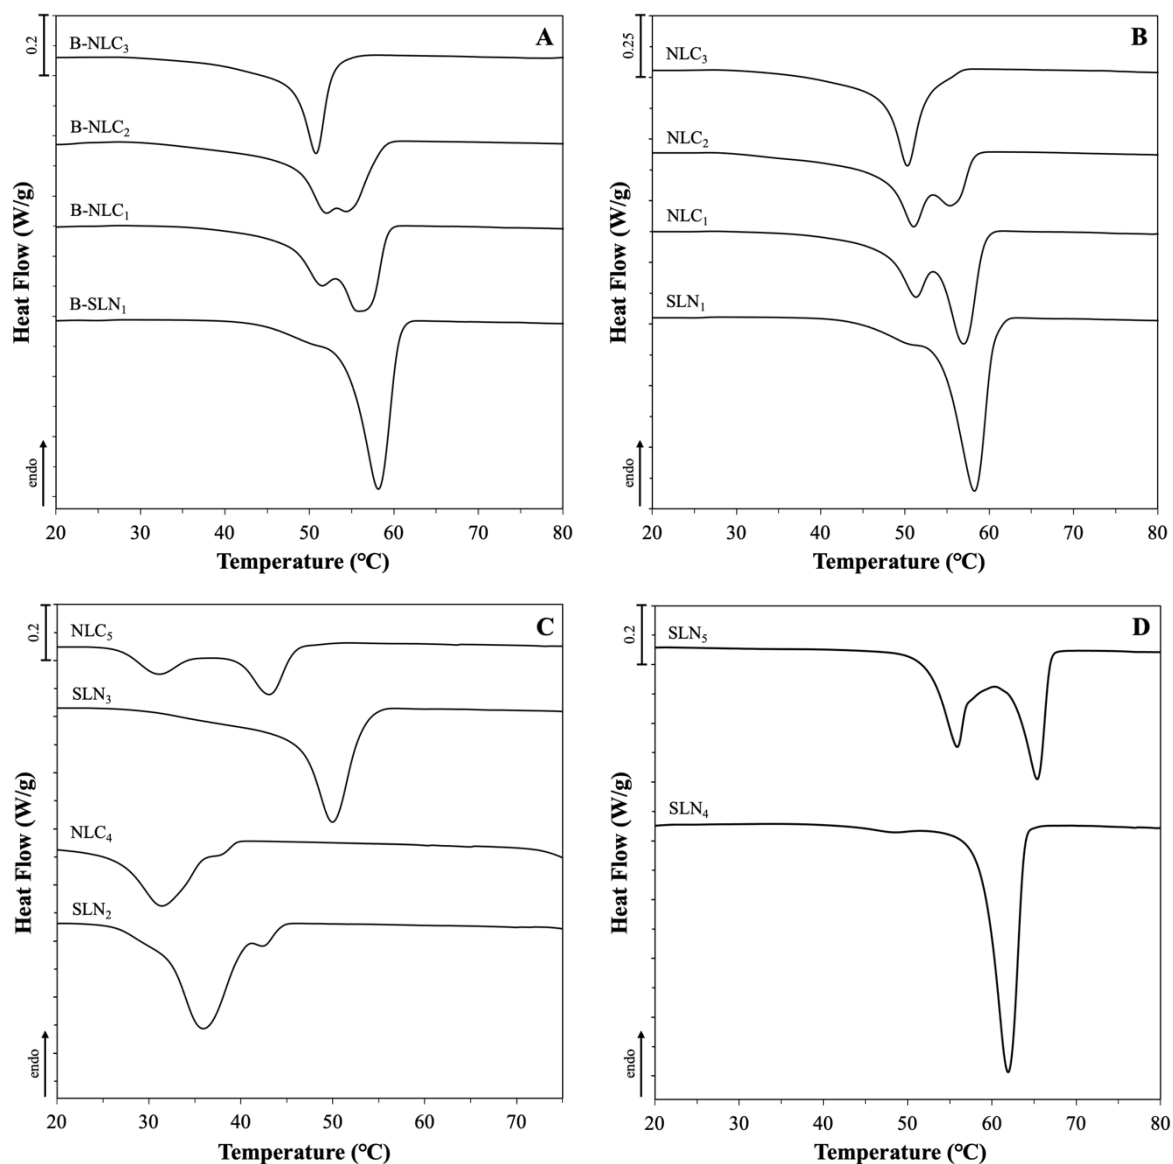 A
0.2
B-NLC₃
B-NLC₂
B-NLC₁
B-SLN₁
endo
Heat Flow (W/g)
20 30 40 50 60 70 80
Temperature (°C)
B
0.25
NLC₃
NLC₂
NLC₁
SLN₁
endo
Heat Flow (W/g)
20 30 40 50 60 70 80
Temperature (°C)
C
0.2
NLC₅
SLN₃
NLC₄
SLN₂
endo
Heat Flow (W/g)
20 30 40 50 60 70
Temperature (°C)
D
0.2
SLN₅
SLN₄
endo
Heat Flow (W/g)
20 30 40 50 60 70 80
Temperature (°C)